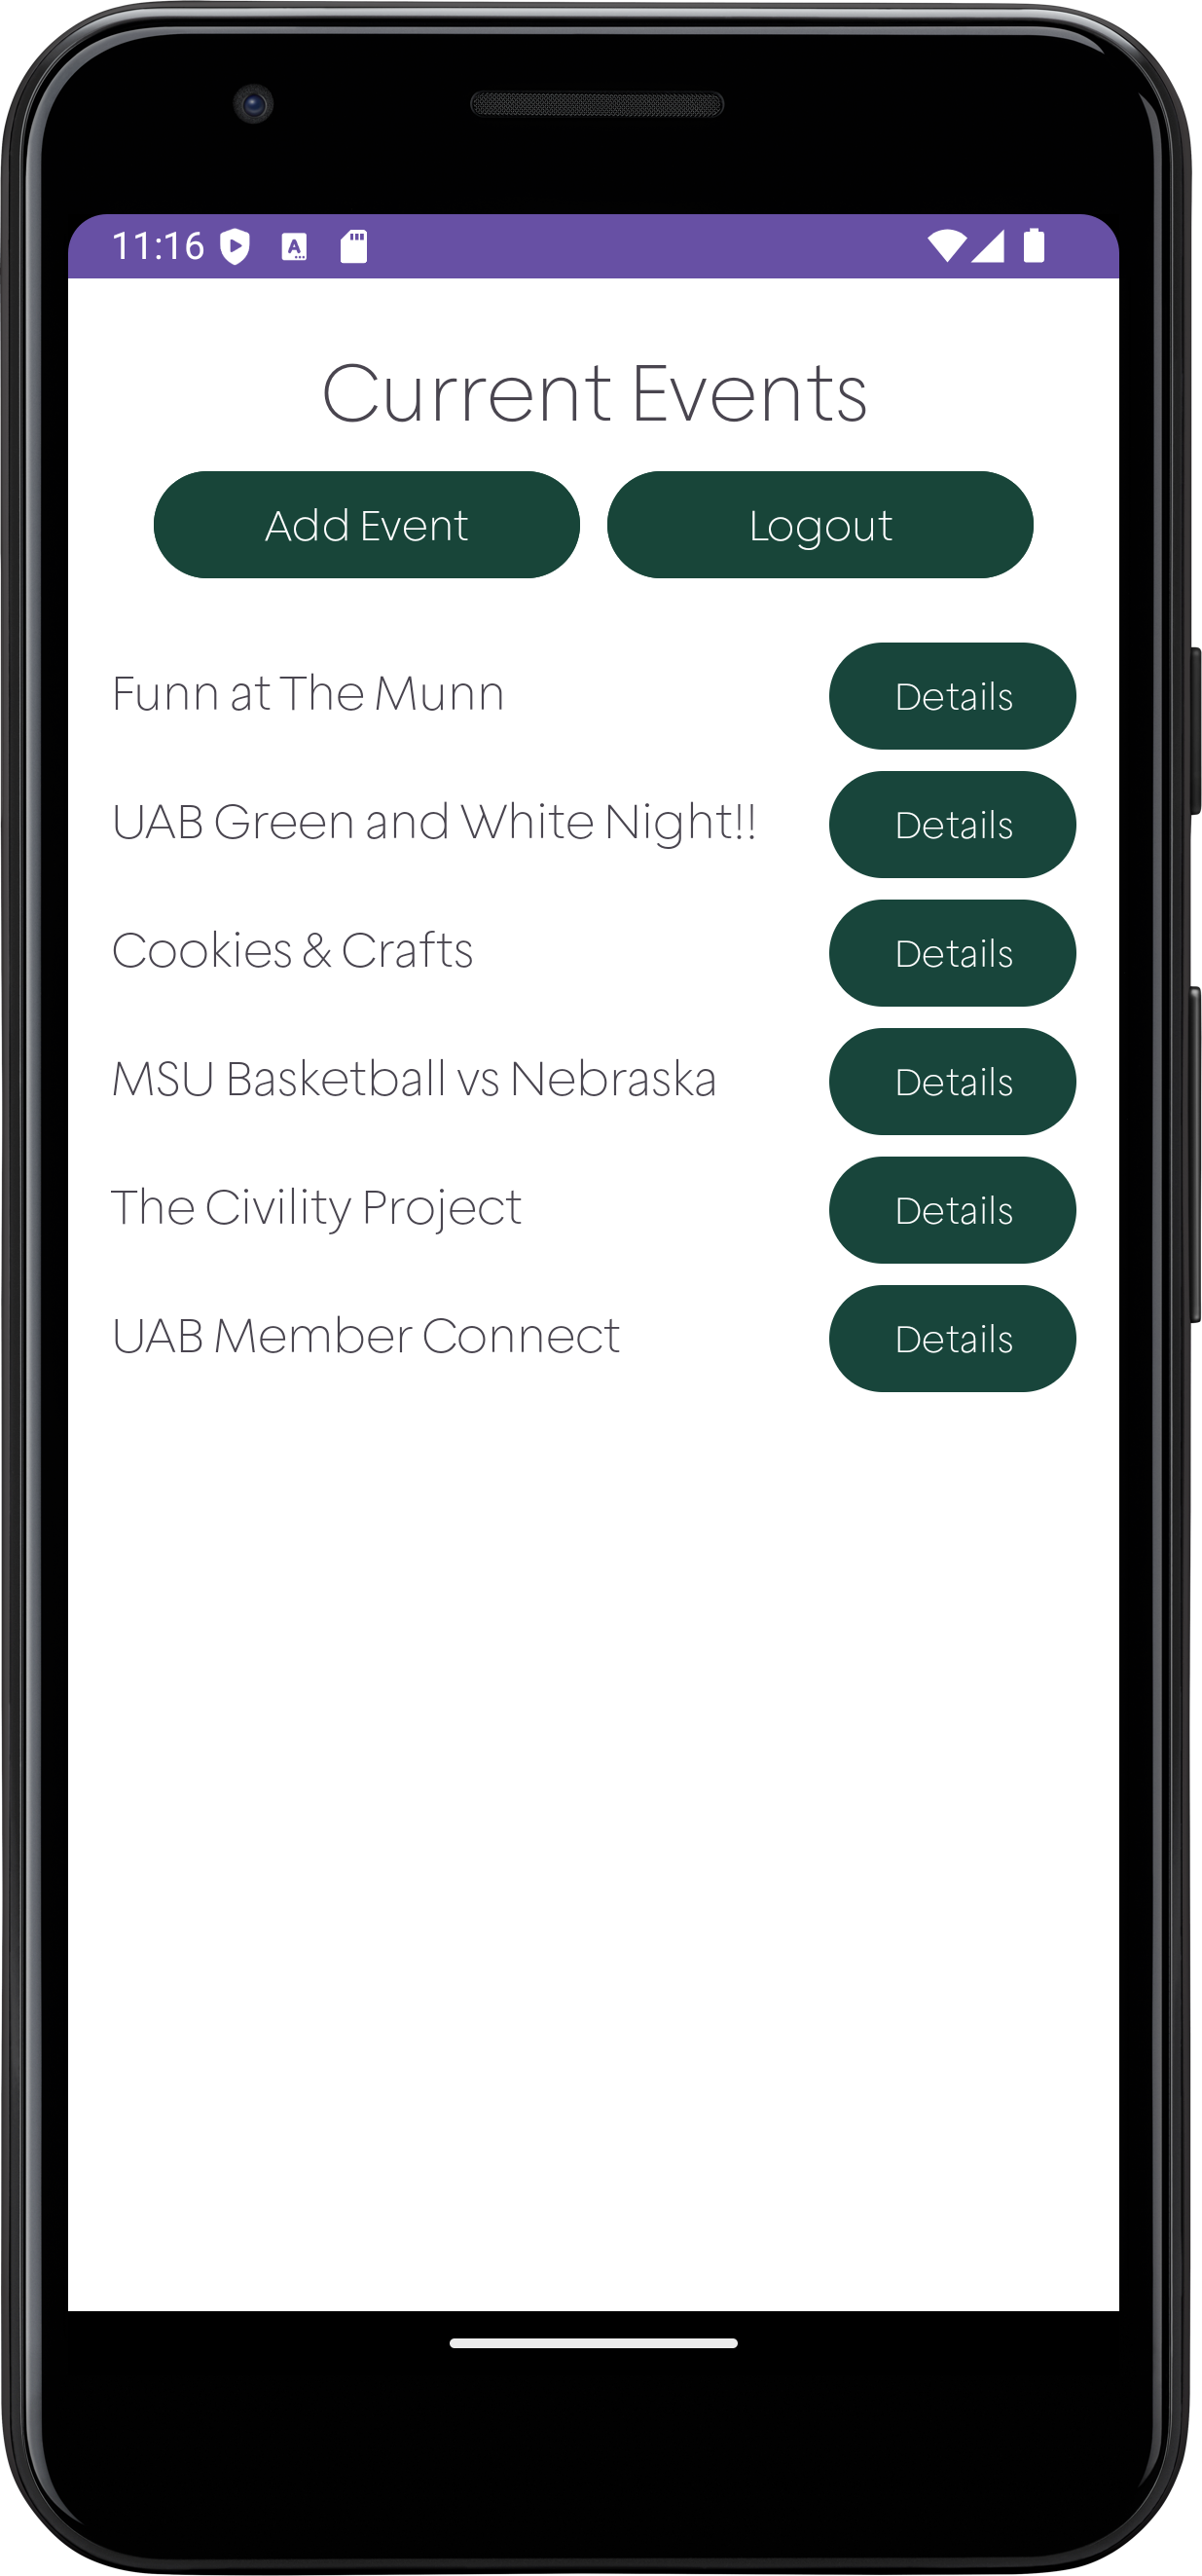 11:16
Current Events
Add Event Logout
Funn at The Munn Details
UAB Green and White Night!! Details
Cookies & Crafts Details
MSU Basketball vs Nebraska Details
The Civility Project Details
UAB Member Connect Details